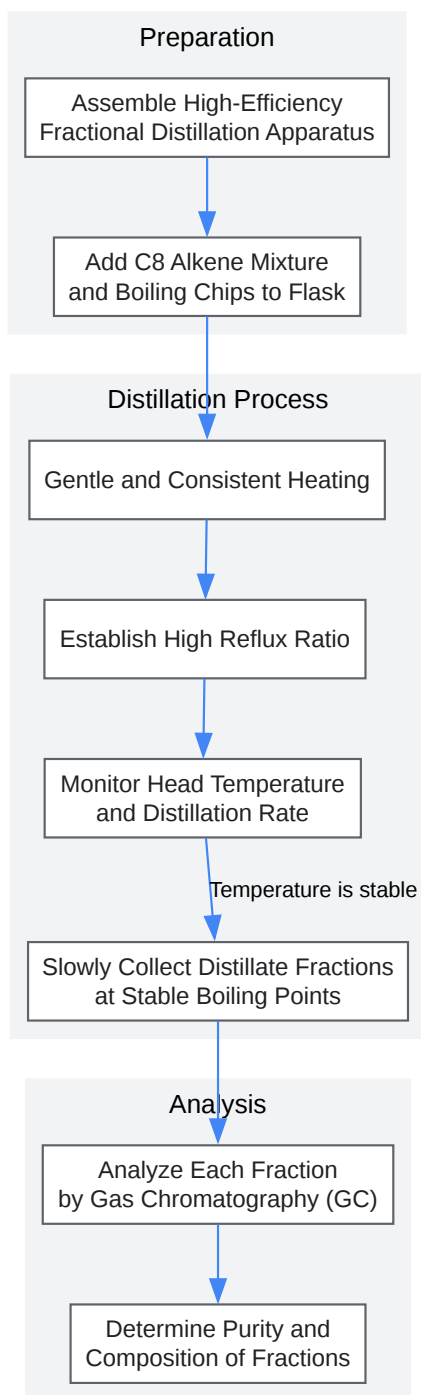 Preparation
Assemble High-Efficiency
Fractional Distillation Apparatus
Add C8 Alkene Mixture
and Boiling Chips to Flask
Distillation Process
Gentle and Consistent Heating
Establish High Reflux Ratio
Monitor Head Temperature
and Distillation Rate
Temperature is stable
Slowly Collect Distillate Fractions
at Stable Boiling Points
Analysis
Analyze Each Fraction
by Gas Chromatography (GC)
Determine Purity and
Composition of Fractions